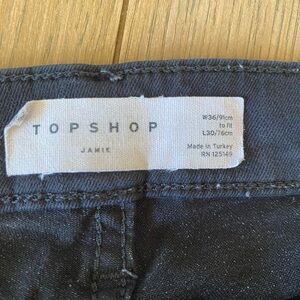 TOPSHOP
JAMIE
W36/91cm
to fit
L30/76cm
Made in Turkey
RN 125149